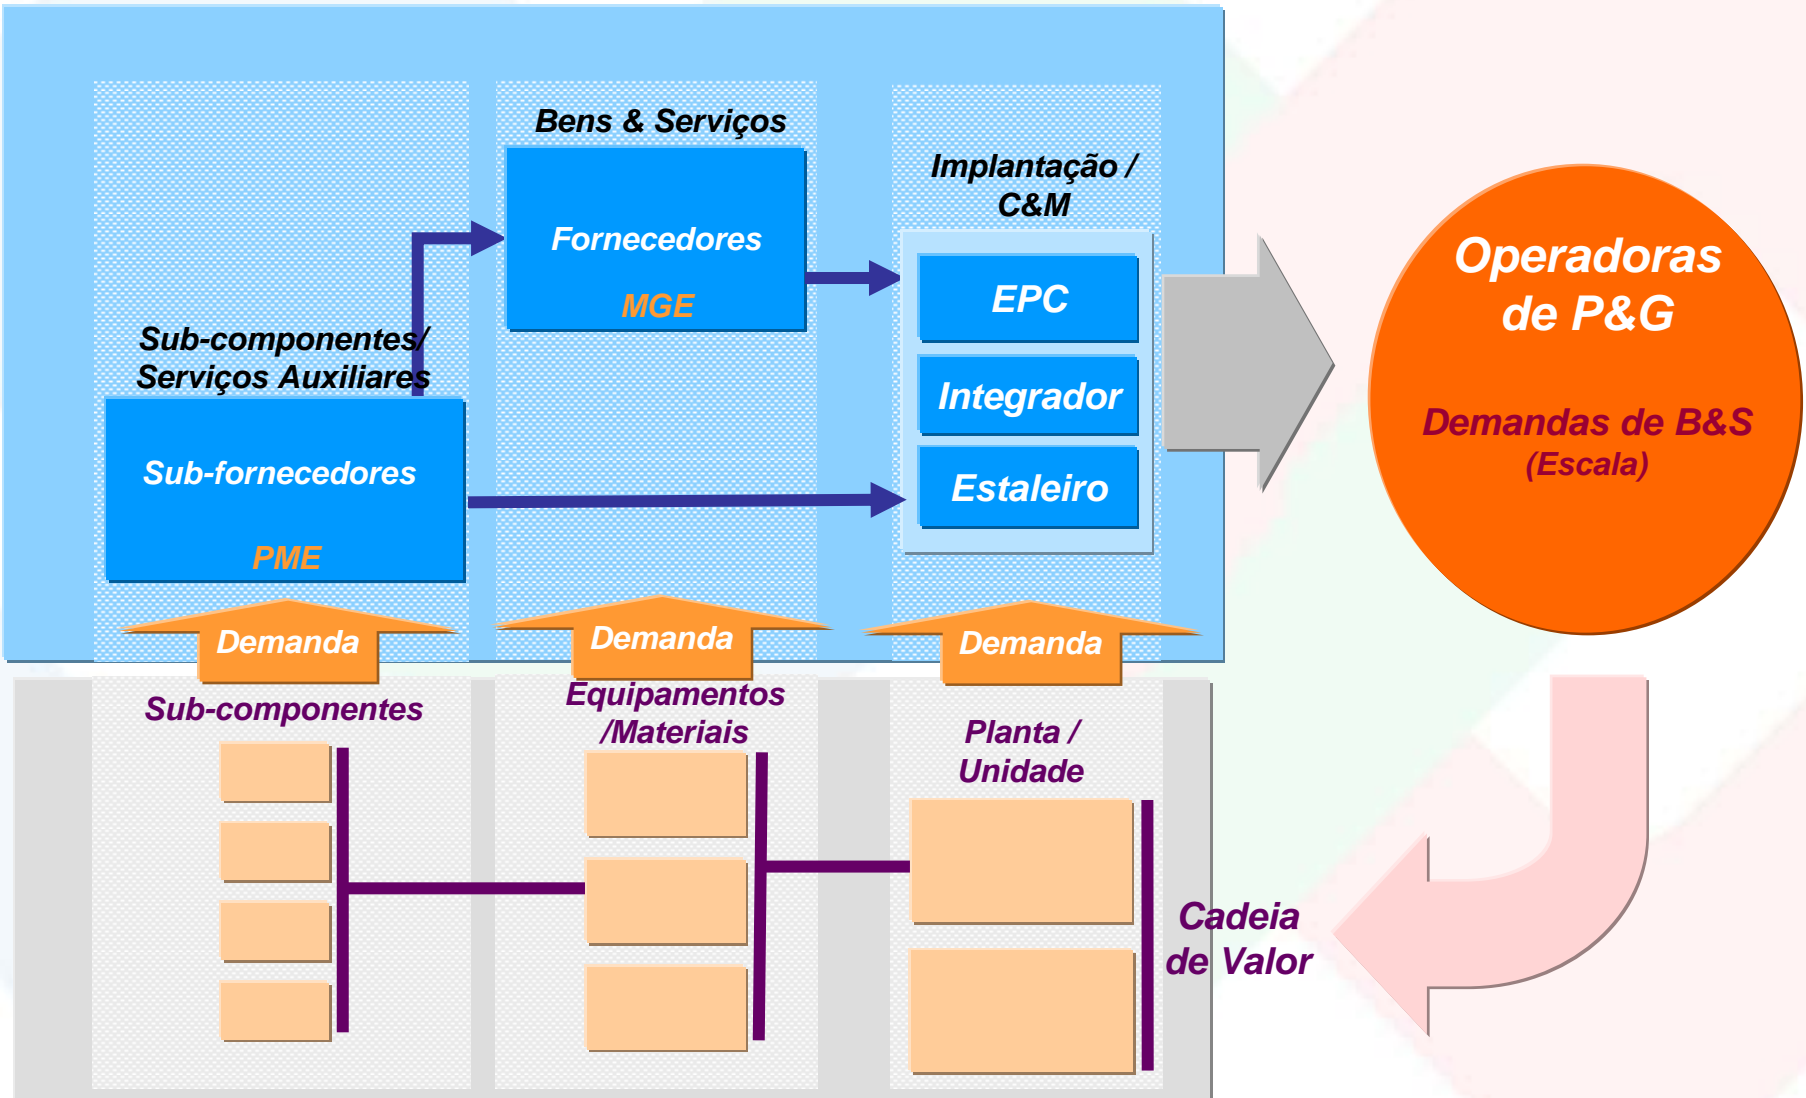 Bens & Serviços
Fornecedores
MGE
Implantação /
C&M
EPC
Integrador
Estaleiro
Sub-componentes/
Serviços Auxiliares
Sub-fornecedores
PME
Operadoras
de P&G
Demandas de B&S
(Escala)
Demanda
Demanda
Demanda
Sub-componentes
Equipamentos
/Materiais
Planta /
Unidade
Cadeia
de Valor